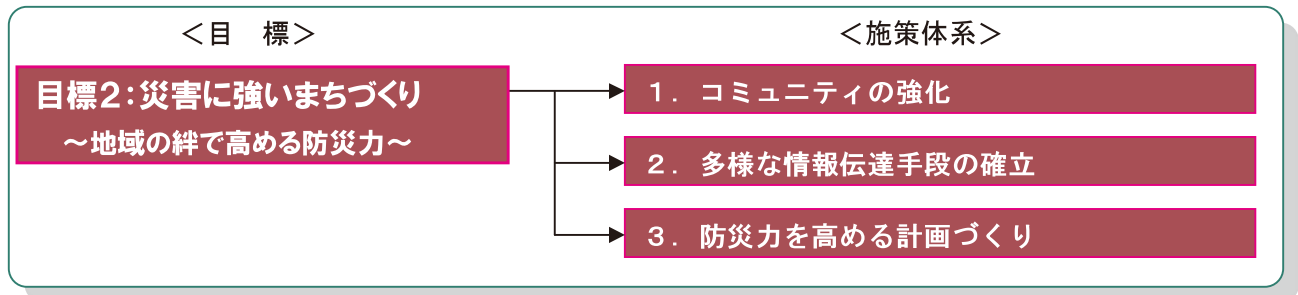 ＜目　標＞
＜施策体系＞
目標２：災害に強いまちづくり
～地域の絆で高める防災力～
１．コミュニティの強化
２．多様な情報伝達手段の確立
３．防災力を高める計画づくり